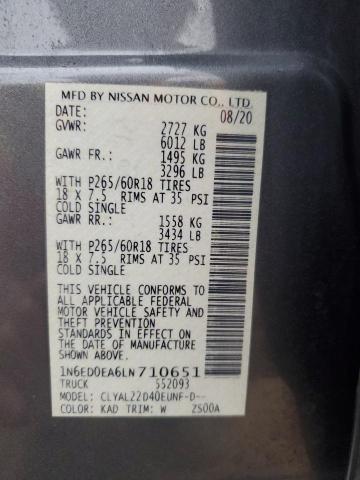 MFD BY NISSAN MOTOR CO., LTD.
DATE: 08/20
GVWR: 2727 KG
6012 LB
GAWR FR.: 1495 KG
3296 LB
WITH P265/60R18 TIRES
18 X 7.5 RIMS AT 35 PSI
COLD SINGLE
GAWR RR.: 1558 KG
3434 LB
WITH P265/60R18 TIRES
18 X 7.5 RIMS AT 35 PSI
COLD SINGLE
THIS VEHICLE CONFORMS TO
ALL APPLICABLE FEDERAL
MOTOR VEHICLE SAFETY AND
THEFT PREVENTION
STANDARDS IN EFFECT ON
THE DATE OF MANUFACTURE
SHOWN ABOVE.
1N6ED0EA6LN710651
TRUCK 552093
MODEL: CLYALZ2D40EUNF-D--
COLOR: KAD TRIM: W ZS00A